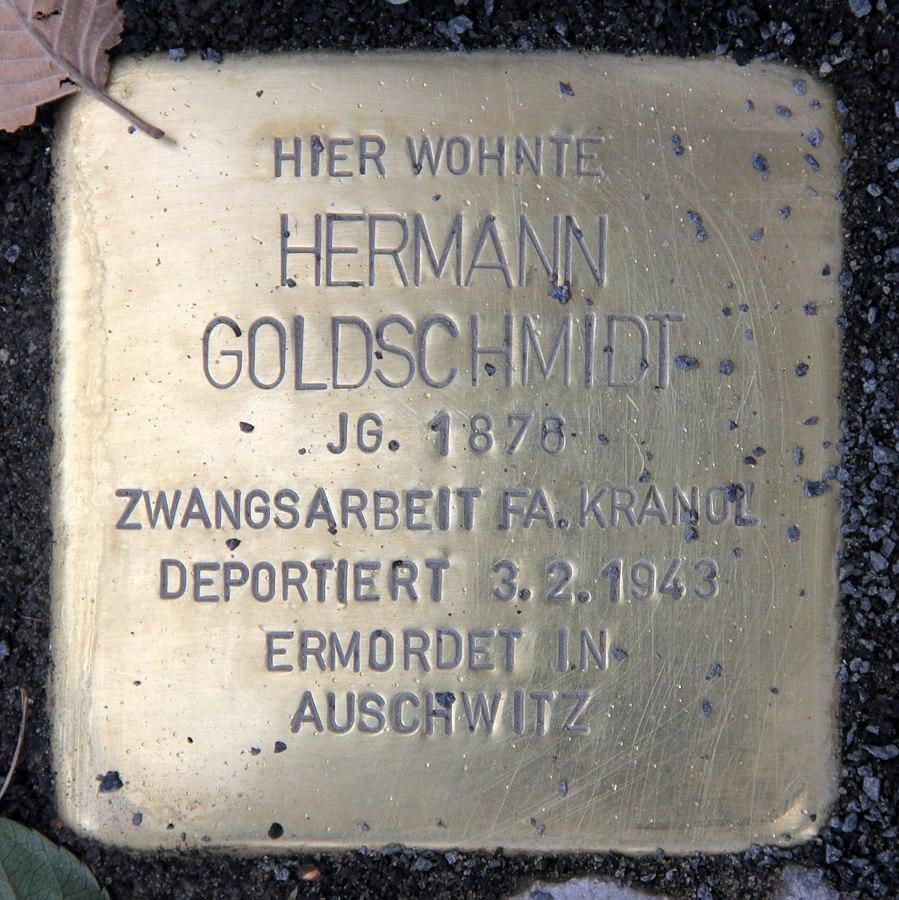 HIER WOHNTE
HERMANN
GOLDSCHMIDT
JG. 1878
ZWANGSARBEIT FA. KRANOL
DEPORTIERT 3.2.1943
ERMORDET IN
AUSCHWITZ